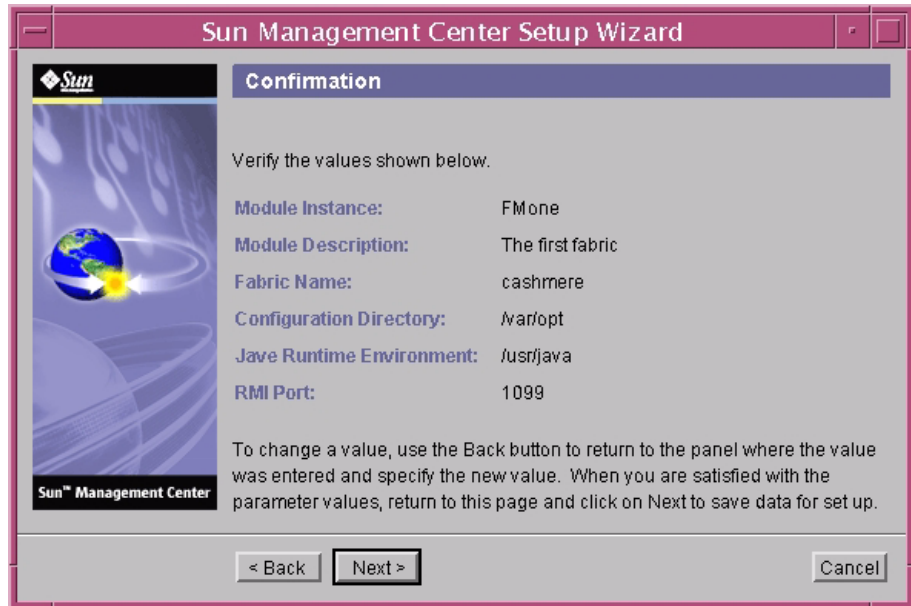 Sun Management Center Setup Wizard
Sun
Confirmation
Verify the values shown below.
Module Instance: FMone
Module Description: The first fabric
Fabric Name: cashmere
Configuration Directory: /var/opt
Jave Runtime Environment: /usr/java
RMI Port: 1099
To change a value, use the Back button to return to the panel where the value
was entered and specify the new value. When you are satisfied with the
parameter values, return to this page and click on Next to save data for set up.
Sun™ Management Center
< Back Next > Cancel